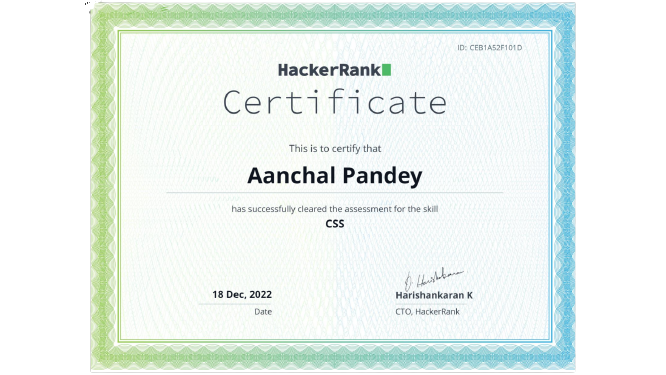 ID: CEB1A52F101D
HackerRank
Certificate
This is to certify that
Aanchal Pandey
has successfully cleared the assessment for the skill
CSS
D. Harishankaran
18 Dec, 2022
Harishankaran K
Date
CTO, HackerRank